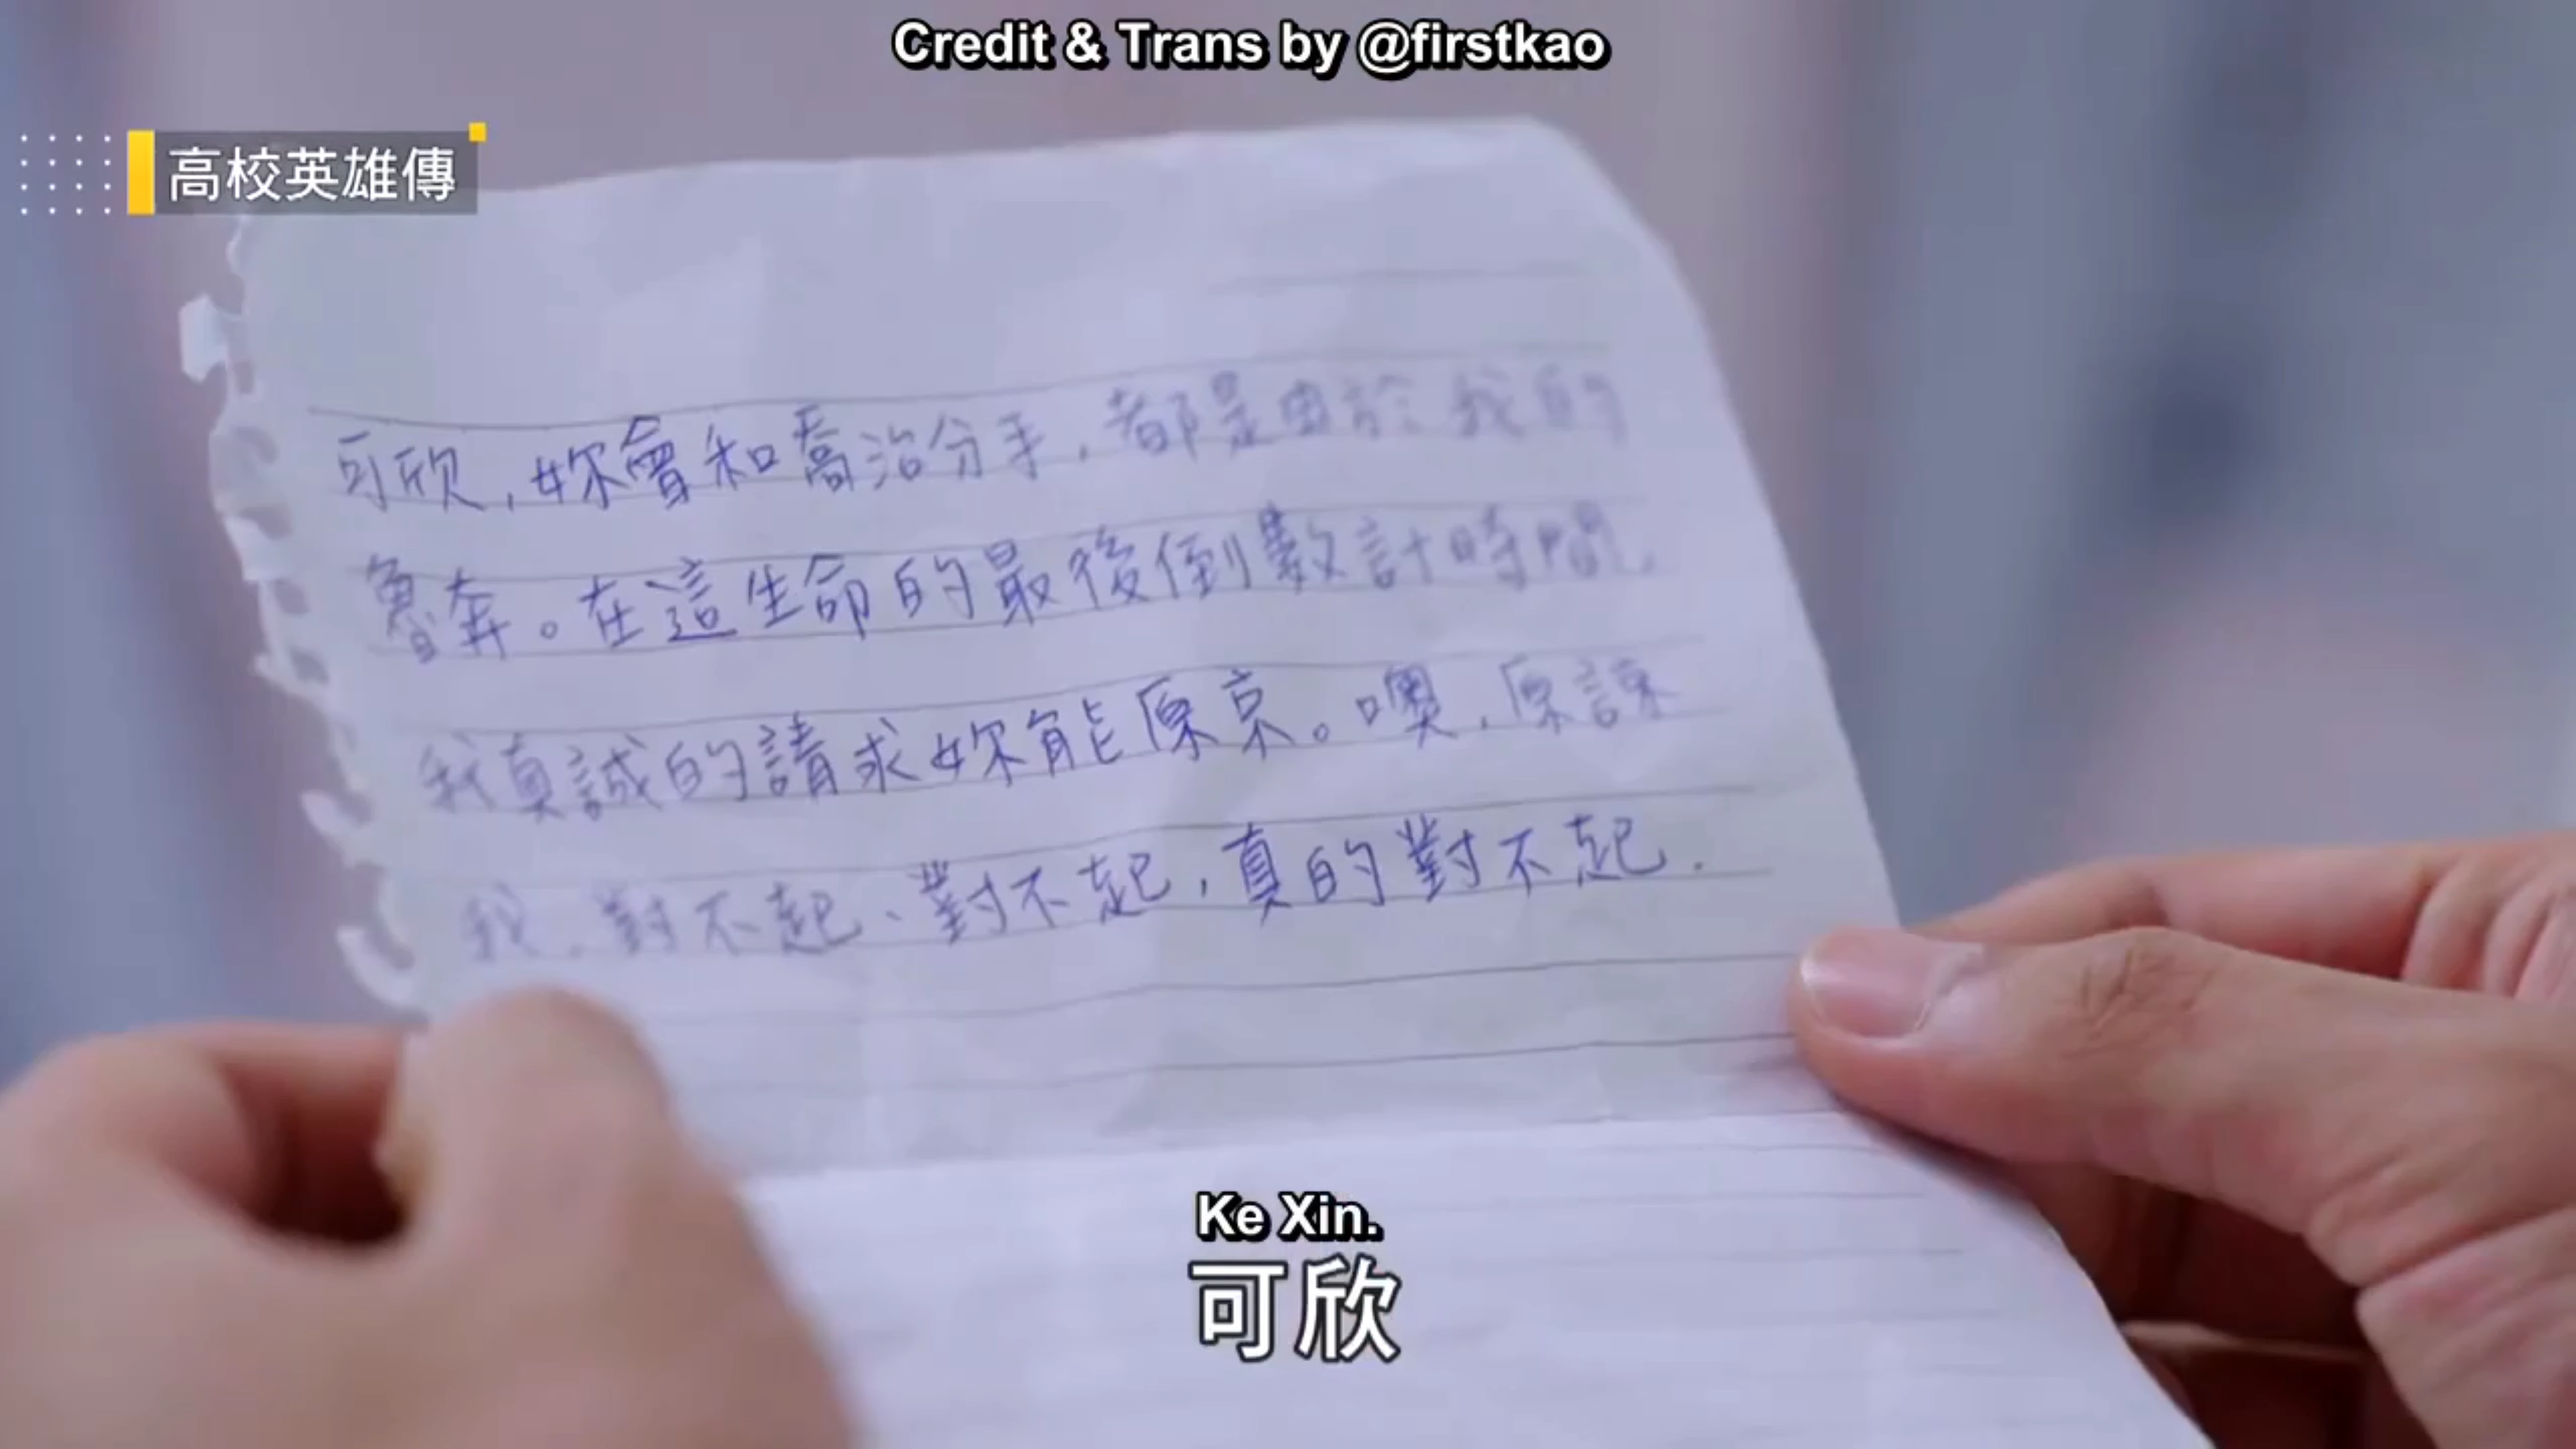 Credit & Trans by @firstkao
高校英雄傳
可欣，妳會和喬治分手，都是由於我的
魯奔。在這生命的最後倒數計時間，
我真誠的請求妳能原京。噢，原諒
我，對不起、對不起，真的對不起．
Ke Xin.
可欣